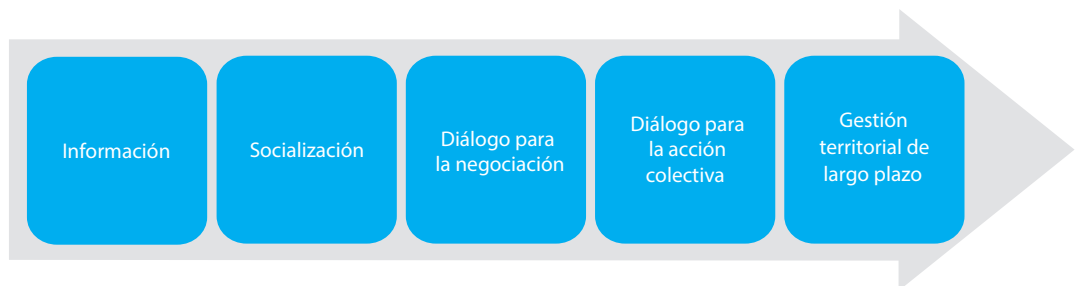 Información
Socialización
Diálogo para
la negociación
Diálogo para
la acción
colectiva
Gestión
territorial de
largo plazo